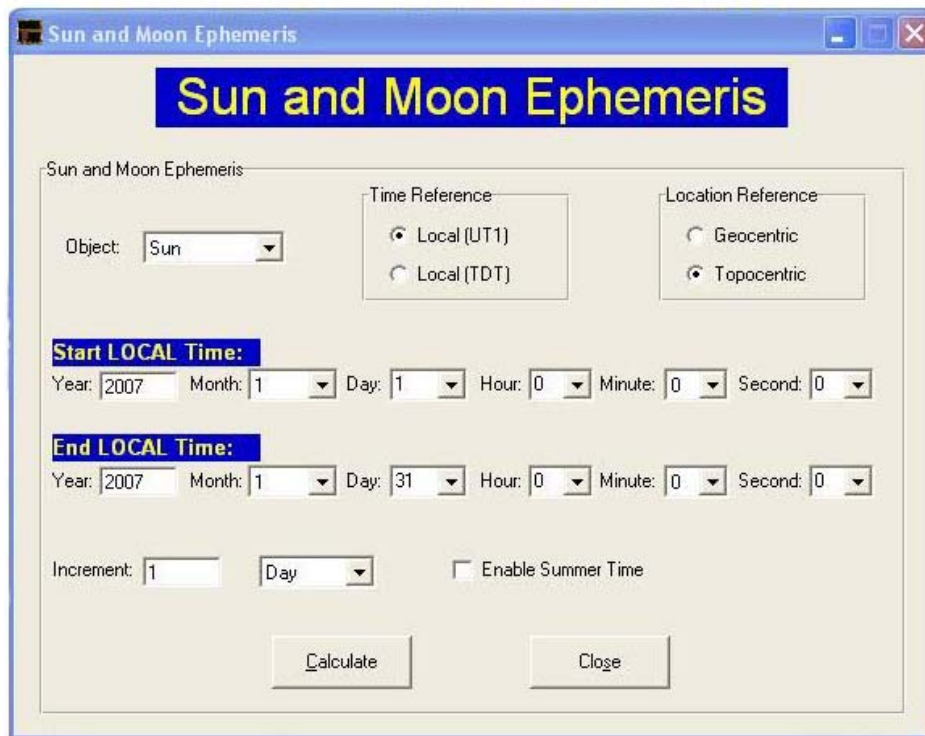 Sun and Moon Ephemeris
Sun and Moon Ephemeris
Sun and Moon Ephemeris
Time Reference
Location Reference
Object: Sun
Local (UT1)
Geocentric
Local (TDT)
Topocentric
Start LOCAL Time:
Year: 2007 Month: 1 Day: 1 Hour: 0 Minute: 0 Second: 0
End LOCAL Time:
Year: 2007 Month: 1 Day: 31 Hour: 0 Minute: 0 Second: 0
Increment: 1 Day Enable Summer Time
Calculate Close